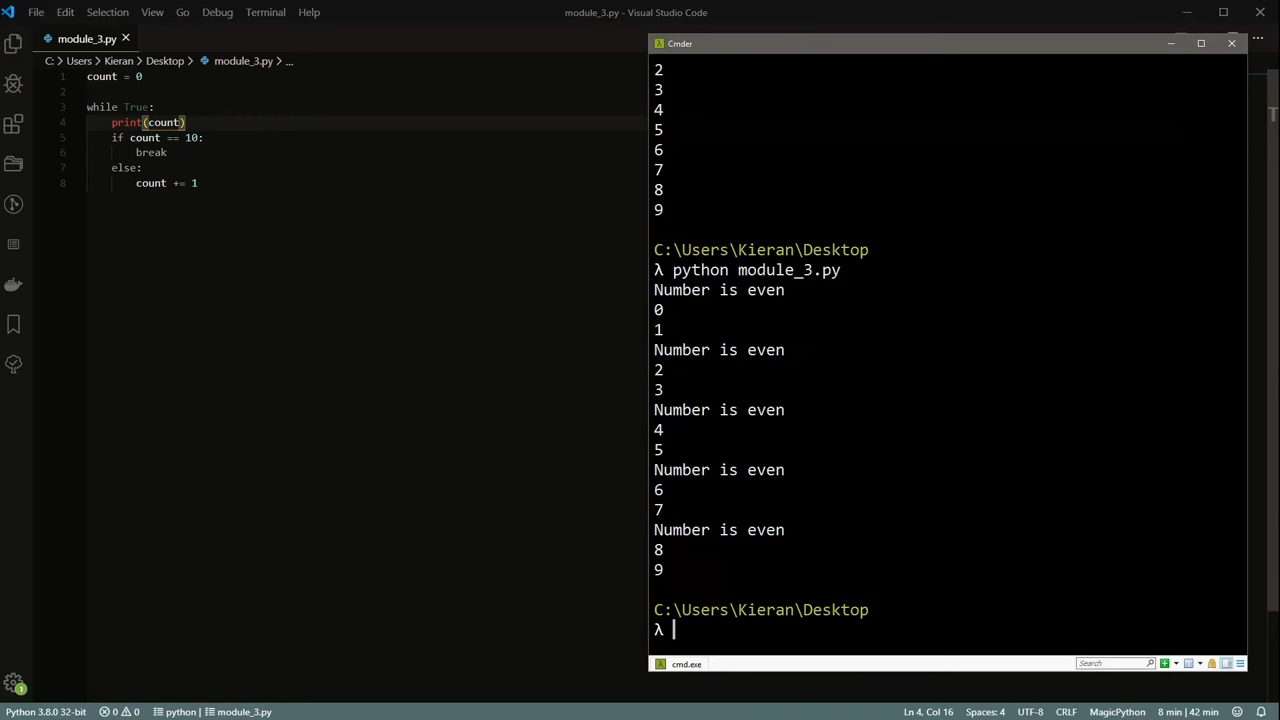 File Edit Selection View Go Debug Terminal Help
module_3.py - Visual Studio Code
module_3.py
C: > Users > Kieran > Desktop > module_3.py > ...
1 count = 0
2
3 while True:
4     print(count)
5     if count == 10:
6         break
7     else:
8         count += 1
Cmder
2
3
4
5
6
7
8
9
C:\Users\Kieran\Desktop
λ python module_3.py
Number is even
0
1
Number is even
2
3
Number is even
4
5
Number is even
6
7
Number is even
8
9
C:\Users\Kieran\Desktop
λ
cmd.exe
Search
1
Python 3.8.0 32-bit 0 0 python | module_3.py Ln 4, Col 16 Spaces: 4 UTF-8 CRLF MagicPython 8 min | 42 min